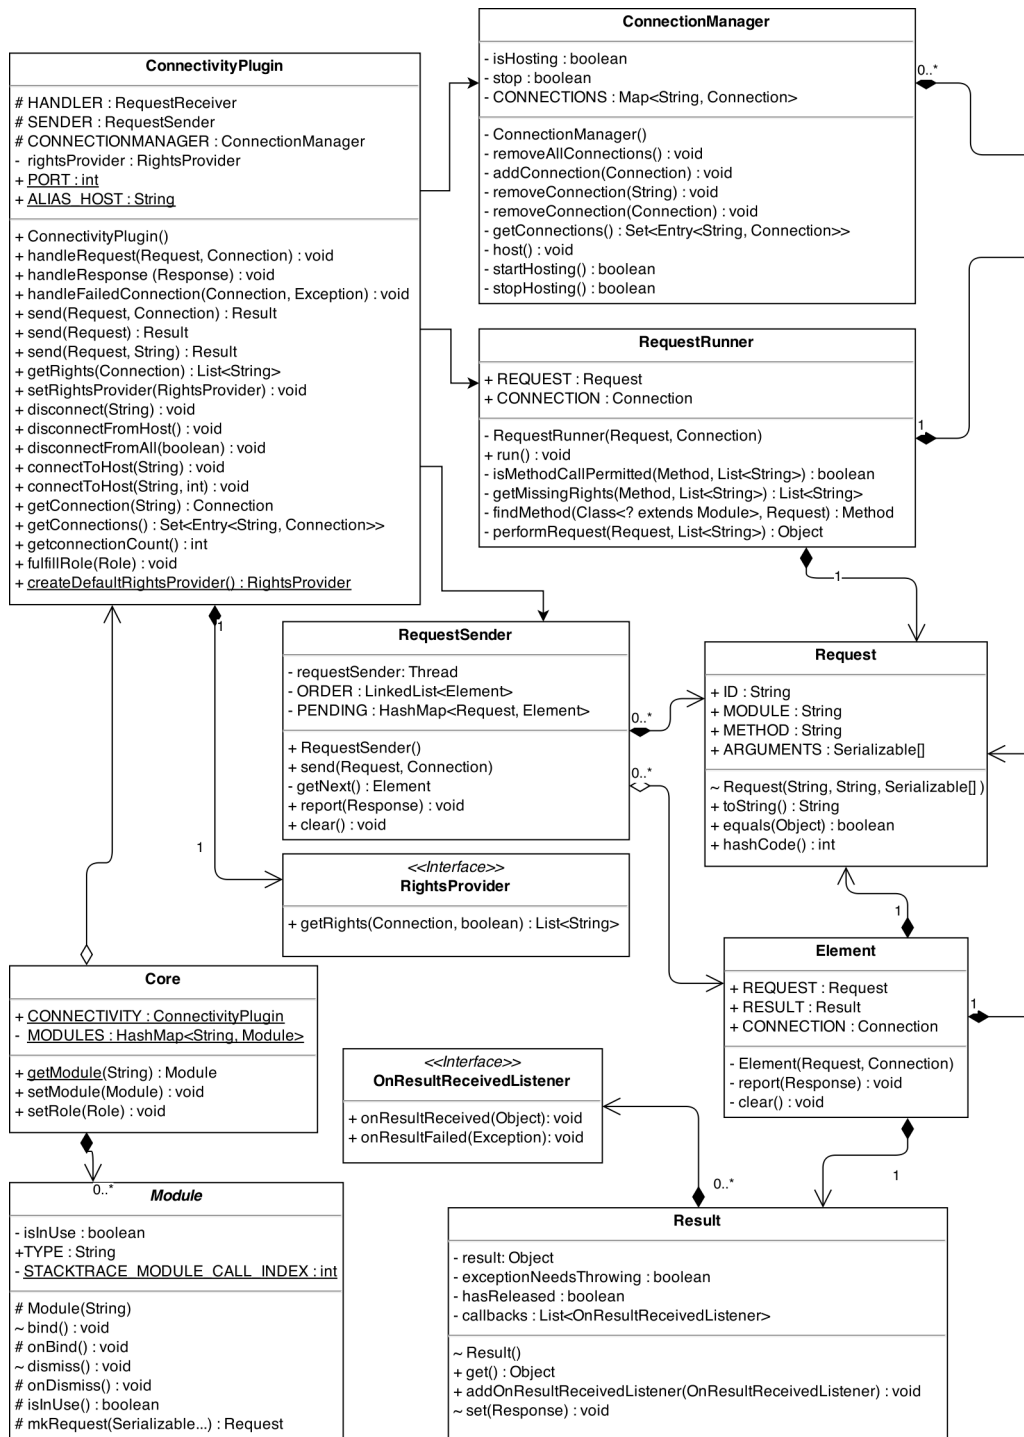 ConnectionManager
- isHosting : boolean
- stop : boolean
- CONNECTIONS : Map<String, Connection>
- ConnectionManager()
- removeAllConnections() : void
- addConnection(Connection) : void
- removeConnection(String) : void
- removeConnection(Connection) : void
- getConnections() : Set<Entry<String, Connection>>
- host() : void
- startHosting() : boolean
- stopHosting() : boolean
0..*
ConnectivityPlugin
# HANDLER : RequestReceiver
# SENDER : RequestSender
# CONNECTIONMANAGER : ConnectionManager
- rightsProvider : RightsProvider
+ PORT : int
+ ALIAS_HOST : String
+ ConnectivityPlugin()
+ handleRequest(Request, Connection) : void
+ handleResponse (Response) : void
+ handleFailedConnection(Connection, Exception) : void
+ send(Request, Connection) : Result
+ send(Request) : Result
+ send(Request, String) : Result
+ getRights(Connection) : List<String>
+ setRightsProvider(RightsProvider) : void
+ disconnect(String) : void
+ disconnectFromHost() : void
+ disconnectFromAll(boolean) : void
+ connectToHost(String) : void
+ connectToHost(String, int) : void
+ getConnection(String) : Connection
+ getConnections() : Set<Entry<String, Connection>>
+ getconnectionCount() : int
+ fulfillRole(Role) : void
+ createDefaultRightsProvider() : RightsProvider
1
1
RequestRunner
+ REQUEST : Request
+ CONNECTION : Connection
- RequestRunner(Request, Connection)
+ run() : void
- isMethodCallPermitted(Method, List<String>) : boolean
- getMissingRights(Method, List<String>) : List<String>
- findMethod(Class<? extends Module>, Request) : Method
- performRequest(Request, List<String>) : Object
1
1
RequestSender
- requestSender: Thread
- ORDER : LinkedList<Element>
- PENDING : HashMap<Request, Element>
+ RequestSender()
+ send(Request, Connection)
- getNext() : Element
+ report(Response) : void
+ clear() : void
0..*
0..*
Request
+ ID : String
+ MODULE : String
+ METHOD : String
+ ARGUMENTS : Serializable[]
~ Request(String, String, Serializable[] )
+ toString() : String
+ equals(Object) : boolean
+ hashCode() : int
<<Interface>>
RightsProvider
+ getRights(Connection, boolean) : List<String>
1
Element
+ REQUEST : Request
+ RESULT : Result
+ CONNECTION : Connection
- Element(Request, Connection)
- report(Response) : void
- clear() : void
1
1
Core
+ CONNECTIVITY : ConnectivityPlugin
- MODULES : HashMap<String, Module>
+ getModule(String) : Module
+ setModule(Module) : void
+ setRole(Role) : void
0..*
<<Interface>>
OnResultReceivedListener
+ onResultReceived(Object): void
+ onResultFailed(Exception): void
0..*
Module
- isInUse : boolean
+TYPE : String
- STACKTRACE_MODULE_CALL_INDEX : int
# Module(String)
~ bind() : void
# onBind() : void
~ dismiss() : void
# onDismiss() : void
# isInUse() : boolean
# mkRequest(Serializable...) : Request
Result
- result: Object
- exceptionNeedsThrowing : boolean
- hasReleased : boolean
- callbacks : List<OnResultReceivedListener>
~ Result()
+ get() : Object
+ addOnResultReceivedListener(OnResultReceivedListener) : void
~ set(Response) : void